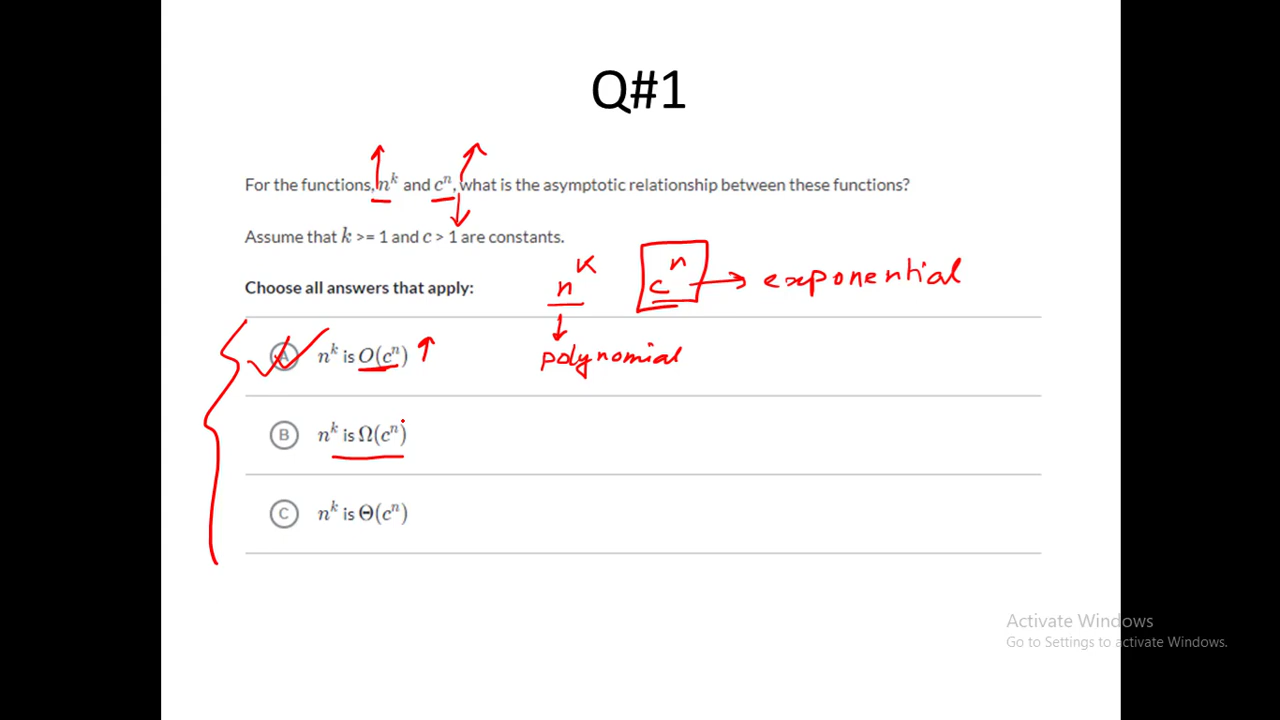 Q#1
For the functions, n^k and c^n, what is the asymptotic relationship between these functions?
Assume that k >= 1 and c > 1 are constants.
n^K c^n → exponential
Choose all answers that apply:
polynomial
A n^k is O(c^n)
B n^k is Ω(c^n)
C n^k is Θ(c^n)
Activate Windows
Go to Settings to activate Windows.